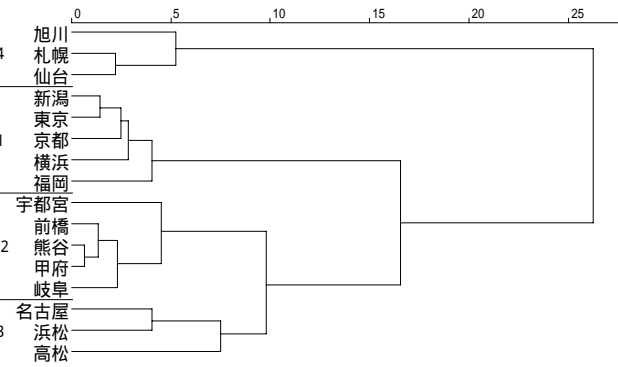 0 5 10 15 20 25
旭川
4 札幌
仙台
新潟
東京
1 京都
横浜
福岡
宇都宮
前橋
2 熊谷
甲府
岐阜
名古屋
3 浜松
高松